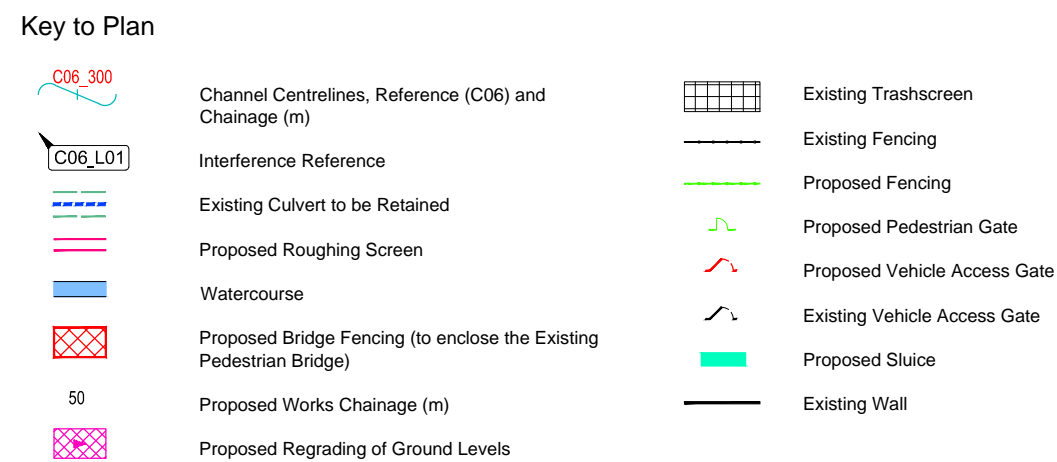 Key to Plan
C06_300
Channel Centrelines, Reference (C06) and
Chainage (m)
C06_L01
Interference Reference
Existing Culvert to be Retained
Proposed Roughing Screen
Watercourse
Proposed Bridge Fencing (to enclose the Existing
Pedestrian Bridge)
50
Proposed Works Chainage (m)
Proposed Regrading of Ground Levels
Existing Trashscreen
Existing Fencing
Proposed Fencing
Proposed Pedestrian Gate
Proposed Vehicle Access Gate
Existing Vehicle Access Gate
Proposed Sluice
Existing Wall